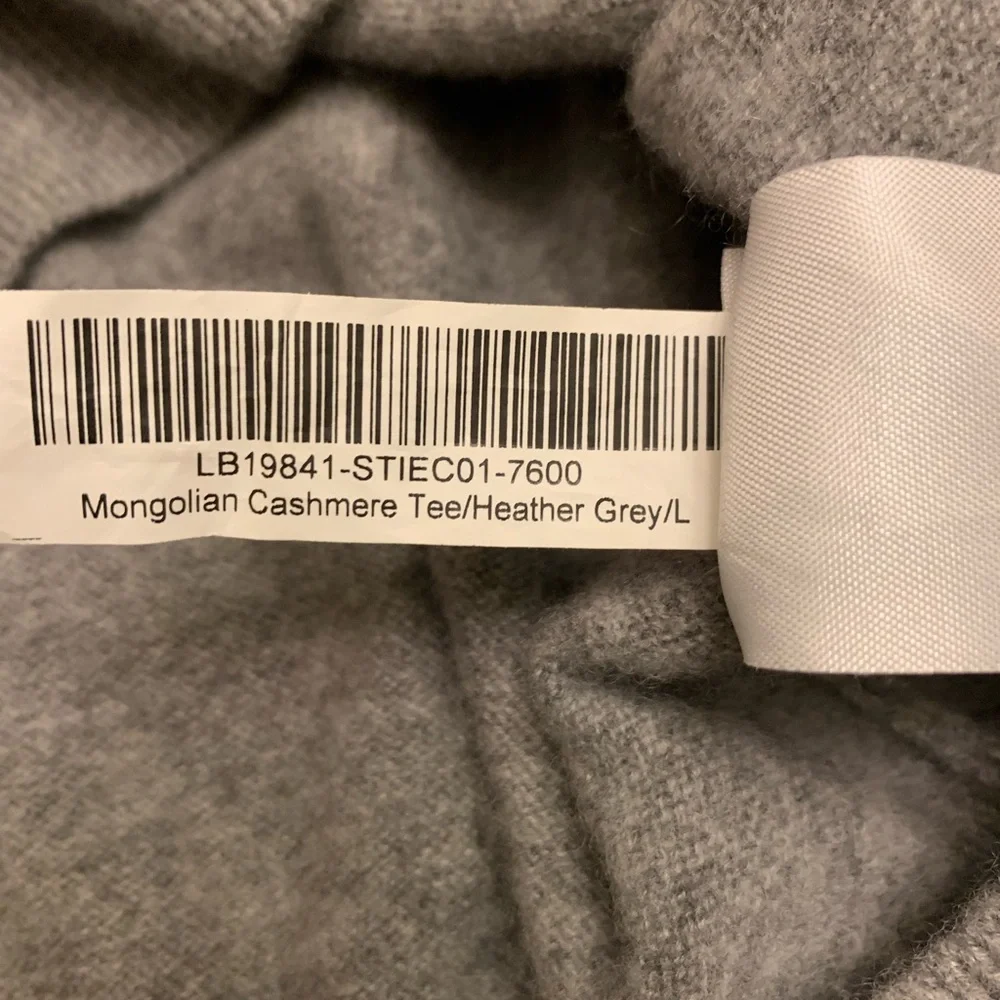 LB19841-STIEC01-7600
Mongolian Cashmere Tee/Heather Grey/L